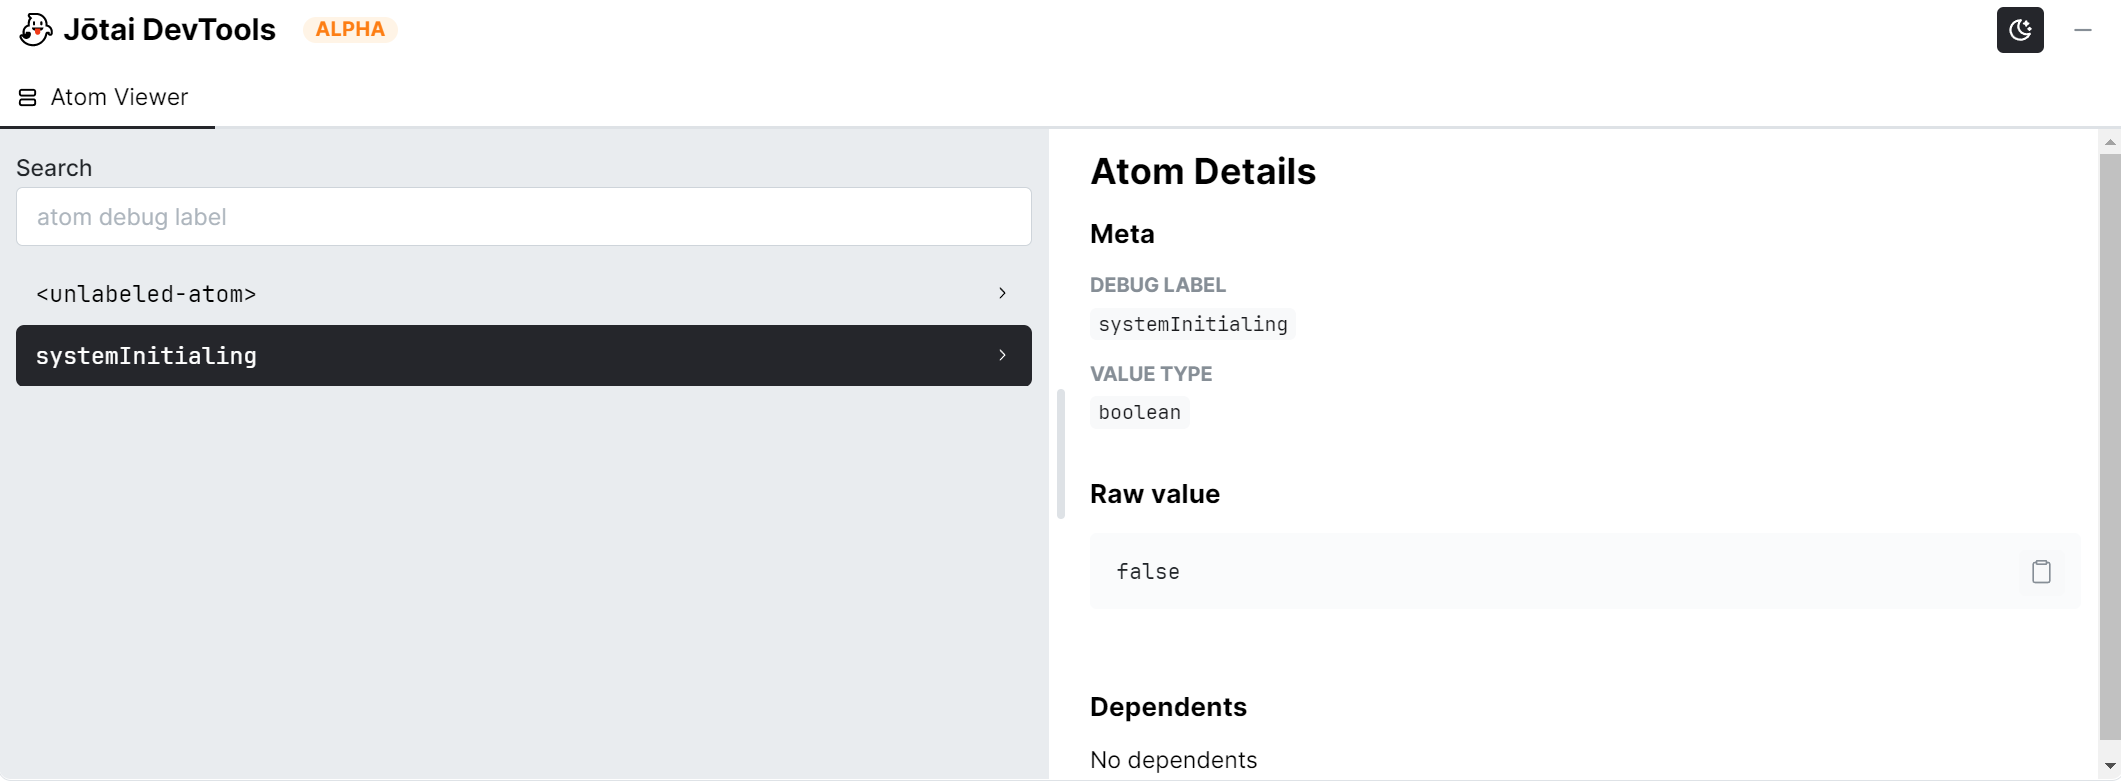 Jōtai DevTools ALPHA
Atom Viewer
Search
atom debug label
<unlabeled-atom>
systemInitialing
Atom Details
Meta
DEBUG LABEL
systemInitialing
VALUE TYPE
boolean
Raw value
false
Dependents
No dependents